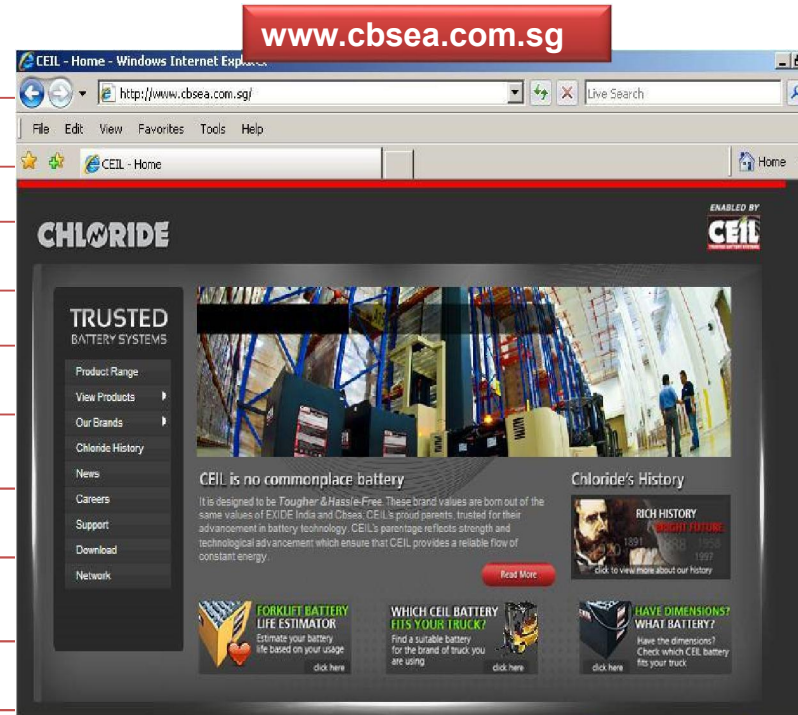 www.cbsea.com.sg
CEIL - Home - Windows Internet Explorer
http://www.cbsea.com.sg/
Live Search
File Edit View Favorites Tools Help
CEIL - Home
Home
CHLORIDE
ENABLED BY
CEIL
TRUSTED BATTERY SYSTEMS
TRUSTED
BATTERY SYSTEMS
Product Range
View Products
Our Brands
Chloride History
News
Careers
Support
Download
Network
CEIL is no commonplace battery
It is designed to be Tougher & Hassle-Free. These brand values are born out of the
same values of EXIDE India and Cbsea, CEIL's proud parents, trusted for their
advancement in battery technology. CEIL's parentage reflects strength and
technological advancement which ensure that CEIL provides a reliable flow of
constant energy.
Read More
Chloride's History
RICH HISTORY
BRIGHT FUTURE
1891
1920 1888 1958
1997
click to view more about our history
FORKLIFT BATTERY
LIFE ESTIMATOR
Estimate your battery
life based on your usage
click here
WHICH CEIL BATTERY
FITS YOUR TRUCK?
Find a suitable battery
for the brand of truck you
are using
click here
HAVE DIMENSIONS?
WHAT BATTERY?
Have the dimensions?
Check which CEIL battery
fits your truck
click here